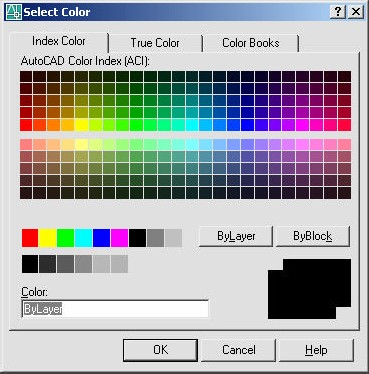 Select Color
Index Color True Color Color Books
AutoCAD Color Index (ACI):
ByLayer ByBlock
Color:
ByLayer
OK Cancel Help